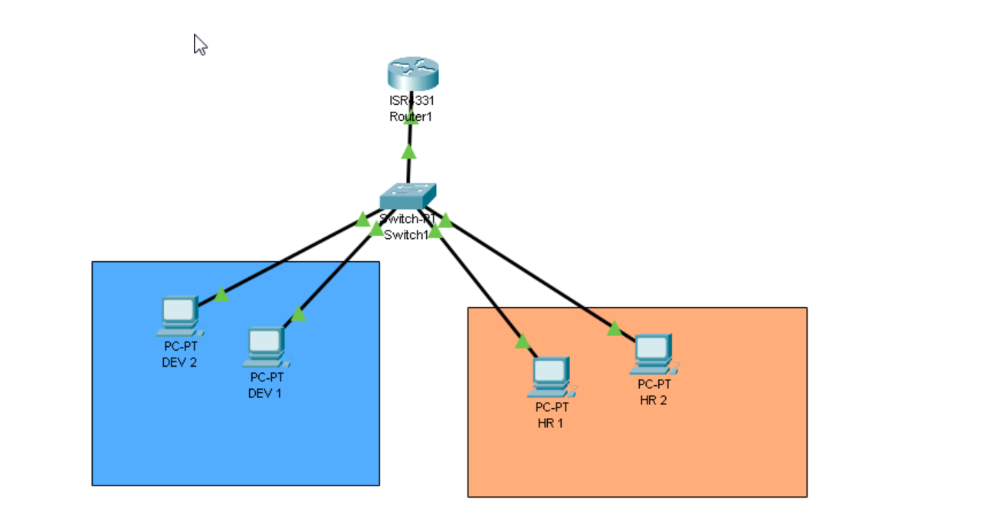 ISR4331
Router1
Switch-PT
Switch1
PC-PT
DEV 2
PC-PT
DEV 1
PC-PT
HR 2
PC-PT
HR 1